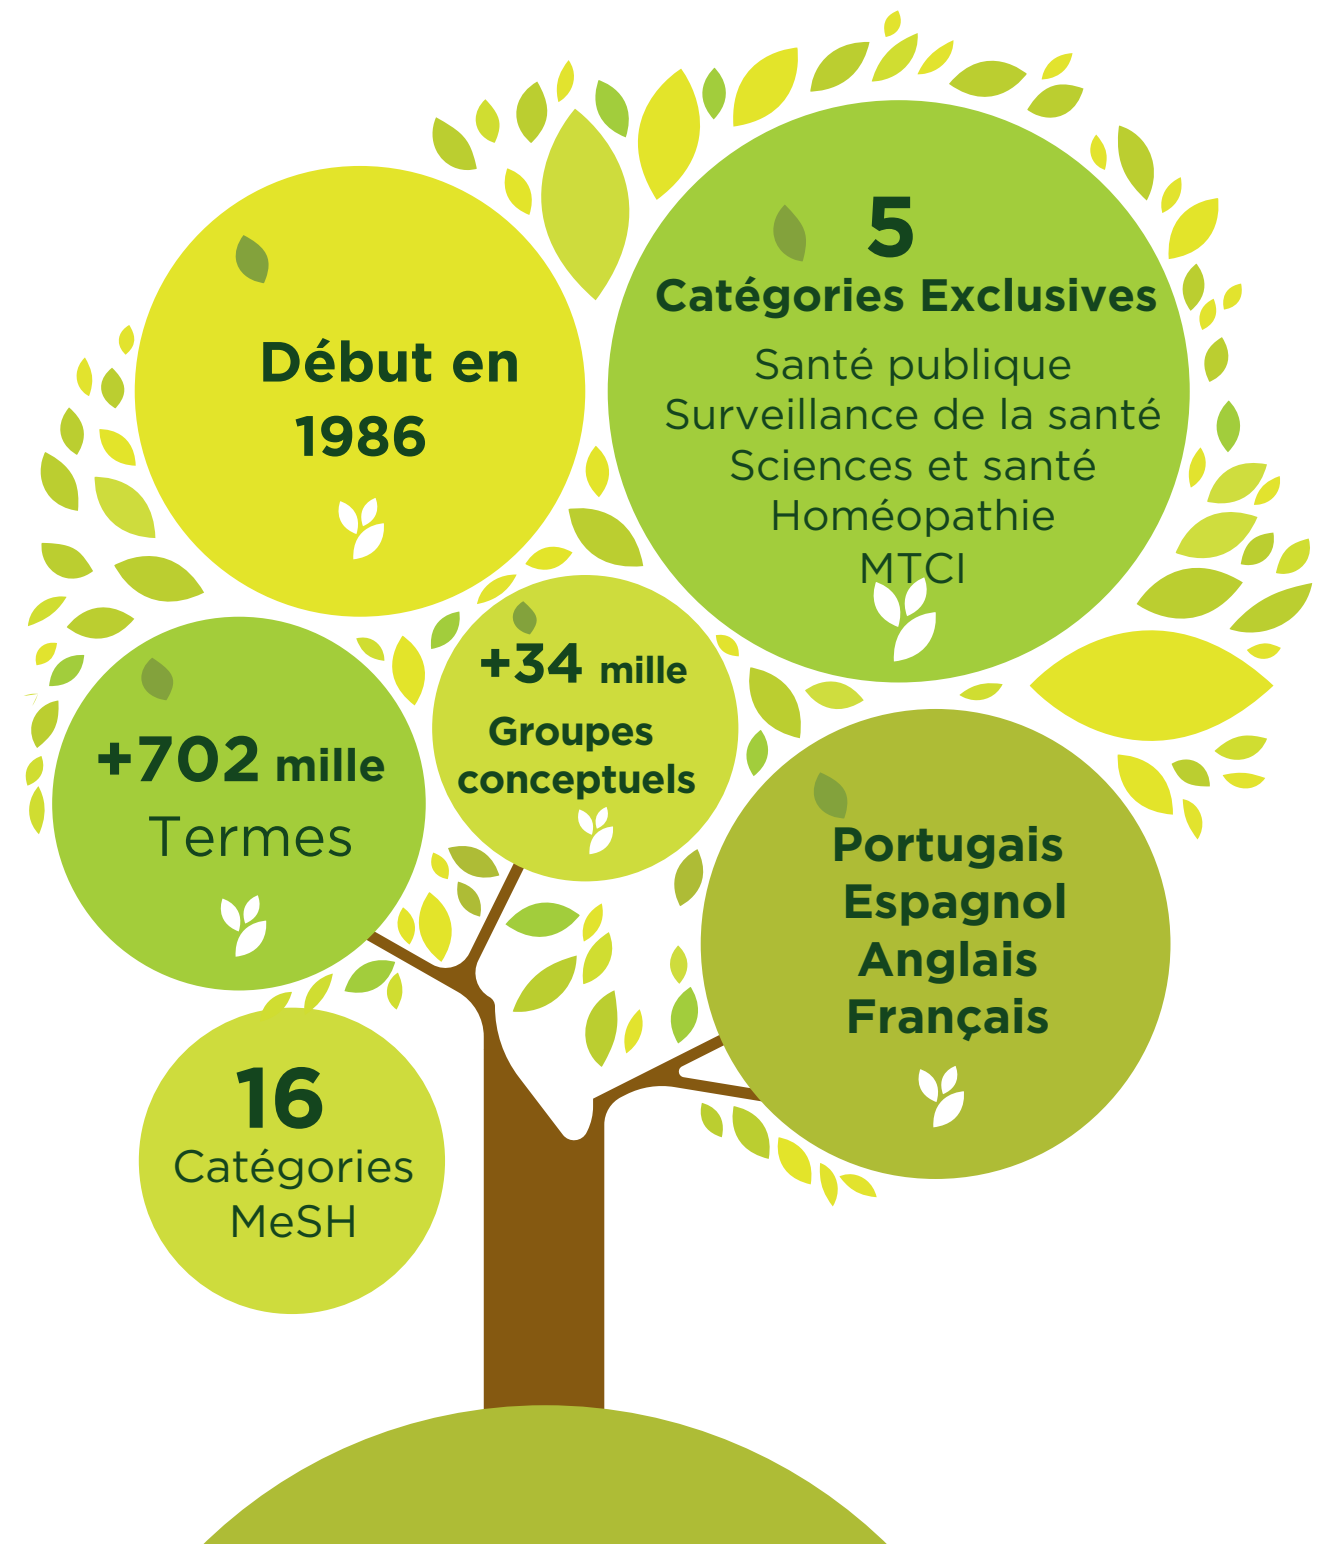 Début en
1986
5
Catégories Exclusives
Santé publique
Surveillance de la santé
Sciences et santé
Homéopathie
MTCI
+34 mille
Groupes
conceptuels
+702 mille
Termes
Portugais
Espagnol
Anglais
Français
16
Catégories
MeSH